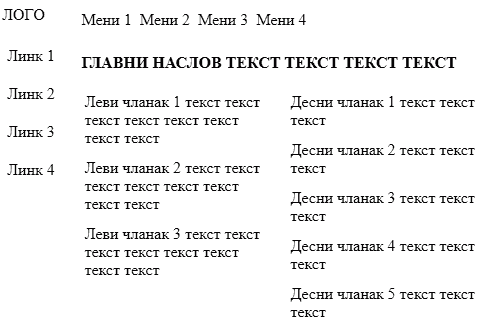 ЛОГО
Мени 1 Мени 2 Мени 3 Мени 4
Линк 1
Линк 2
Линк 3
Линк 4
ГЛАВНИ НАСЛОВ ТЕКСТ ТЕКСТ ТЕКСТ ТЕКСТ
Леви чланак 1 текст текст
текст текст текст текст
текст текст
Леви чланак 2 текст текст
текст текст текст текст
текст текст
Леви чланак 3 текст текст
текст текст текст текст
текст текст
Десни чланак 1 текст текст
текст
Десни чланак 2 текст текст
текст
Десни чланак 3 текст текст
текст
Десни чланак 4 текст текст
текст
Десни чланак 5 текст текст
текст